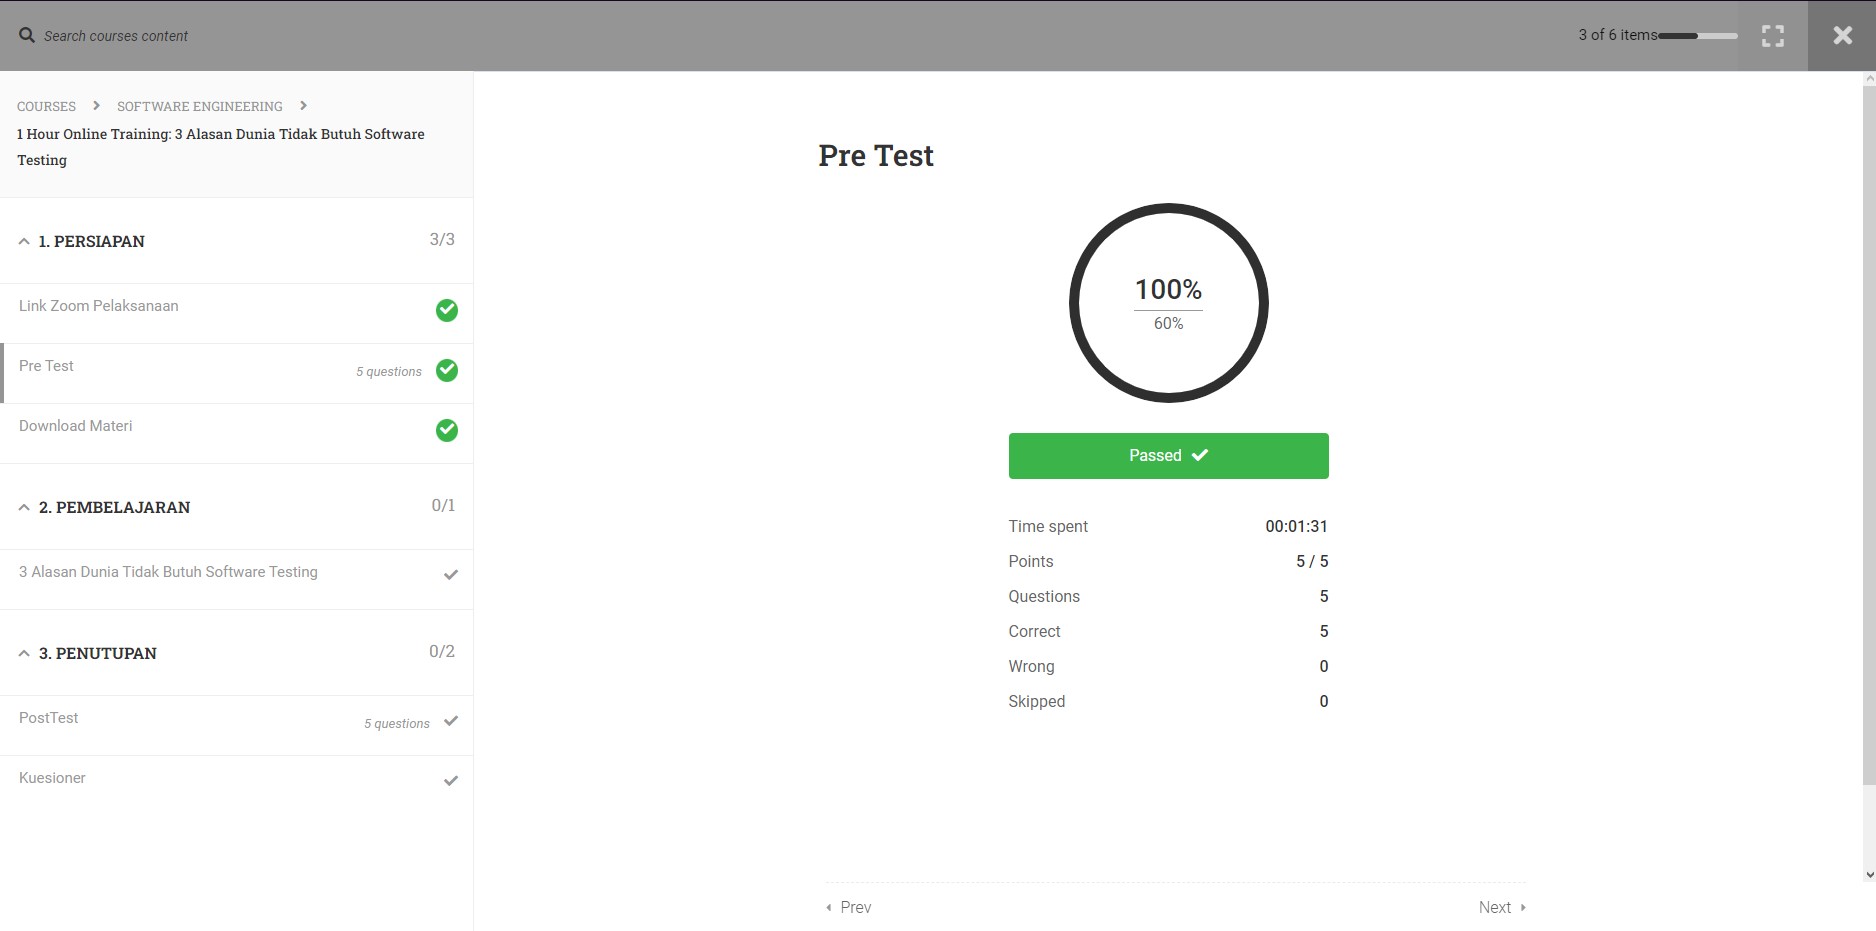 Search courses content
3 of 6 items
COURSES SOFTWARE ENGINEERING
1 Hour Online Training: 3 Alasan Dunia Tidak Butuh Software
Testing
1. PERSIAPAN 3/3
Link Zoom Pelaksanaan
Pre Test 5 questions
Download Materi
2. PEMBELAJARAN 0/1
3 Alasan Dunia Tidak Butuh Software Testing
3. PENUTUPAN 0/2
PostTest 5 questions
Kuesioner
Pre Test
100%
60%
Passed
Time spent 00:01:31
Points 5 / 5
Questions 5
Correct 5
Wrong 0
Skipped 0
Prev Next